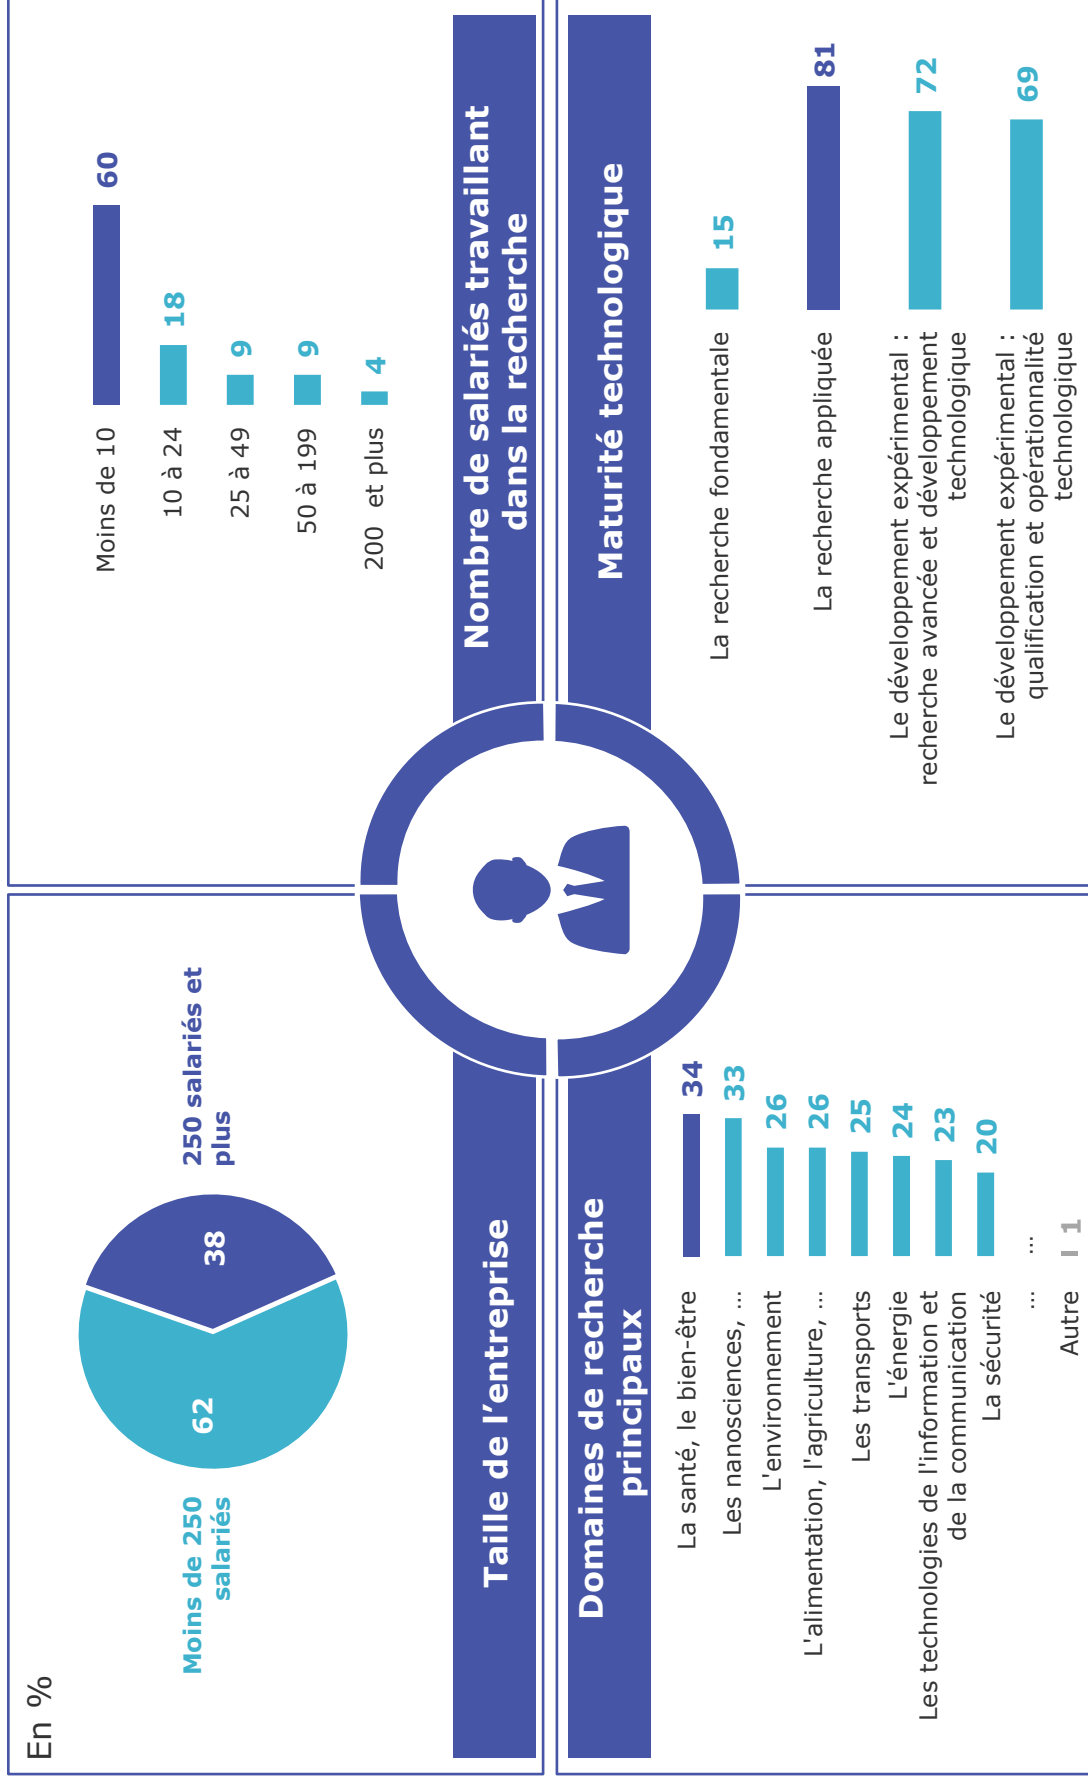 En %
Moins de 250
salariés
62
38
250 salariés et
plus
Taille de l’entreprise
Moins de 10 60
10 à 24 18
25 à 49 9
50 à 199 9
200 et plus 4
Nombre de salariés travaillant
dans la recherche
Domaines de recherche
principaux
La santé, le bien-être 34
Les nanosciences, ... 33
L'environnement 26
L'alimentation, l'agriculture, ... 26
Les transports 25
L'énergie 24
Les technologies de l'information et
de la communication 23
La sécurité 20
... ...
Autre 1
Maturité technologique
La recherche fondamentale 15
La recherche appliquée 81
Le développement expérimental :
recherche avancée et développement
technologique 72
Le développement expérimental :
qualification et opérationnalité
technologique 69